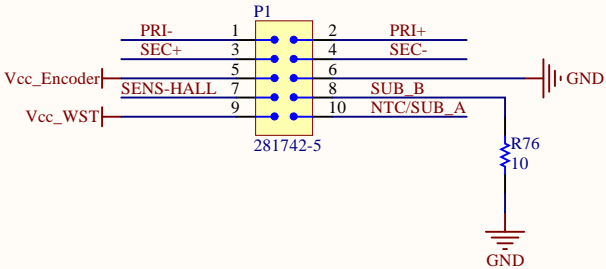 P1
PRI- 1 2 PRI+
SEC+ 3 4 SEC-
Vcc_Encoder 5 6 GND
SENS-HALL 7 8 SUB_B
Vcc_WST 9 10 NTC/SUB_A
281742-5
R76
10
GND